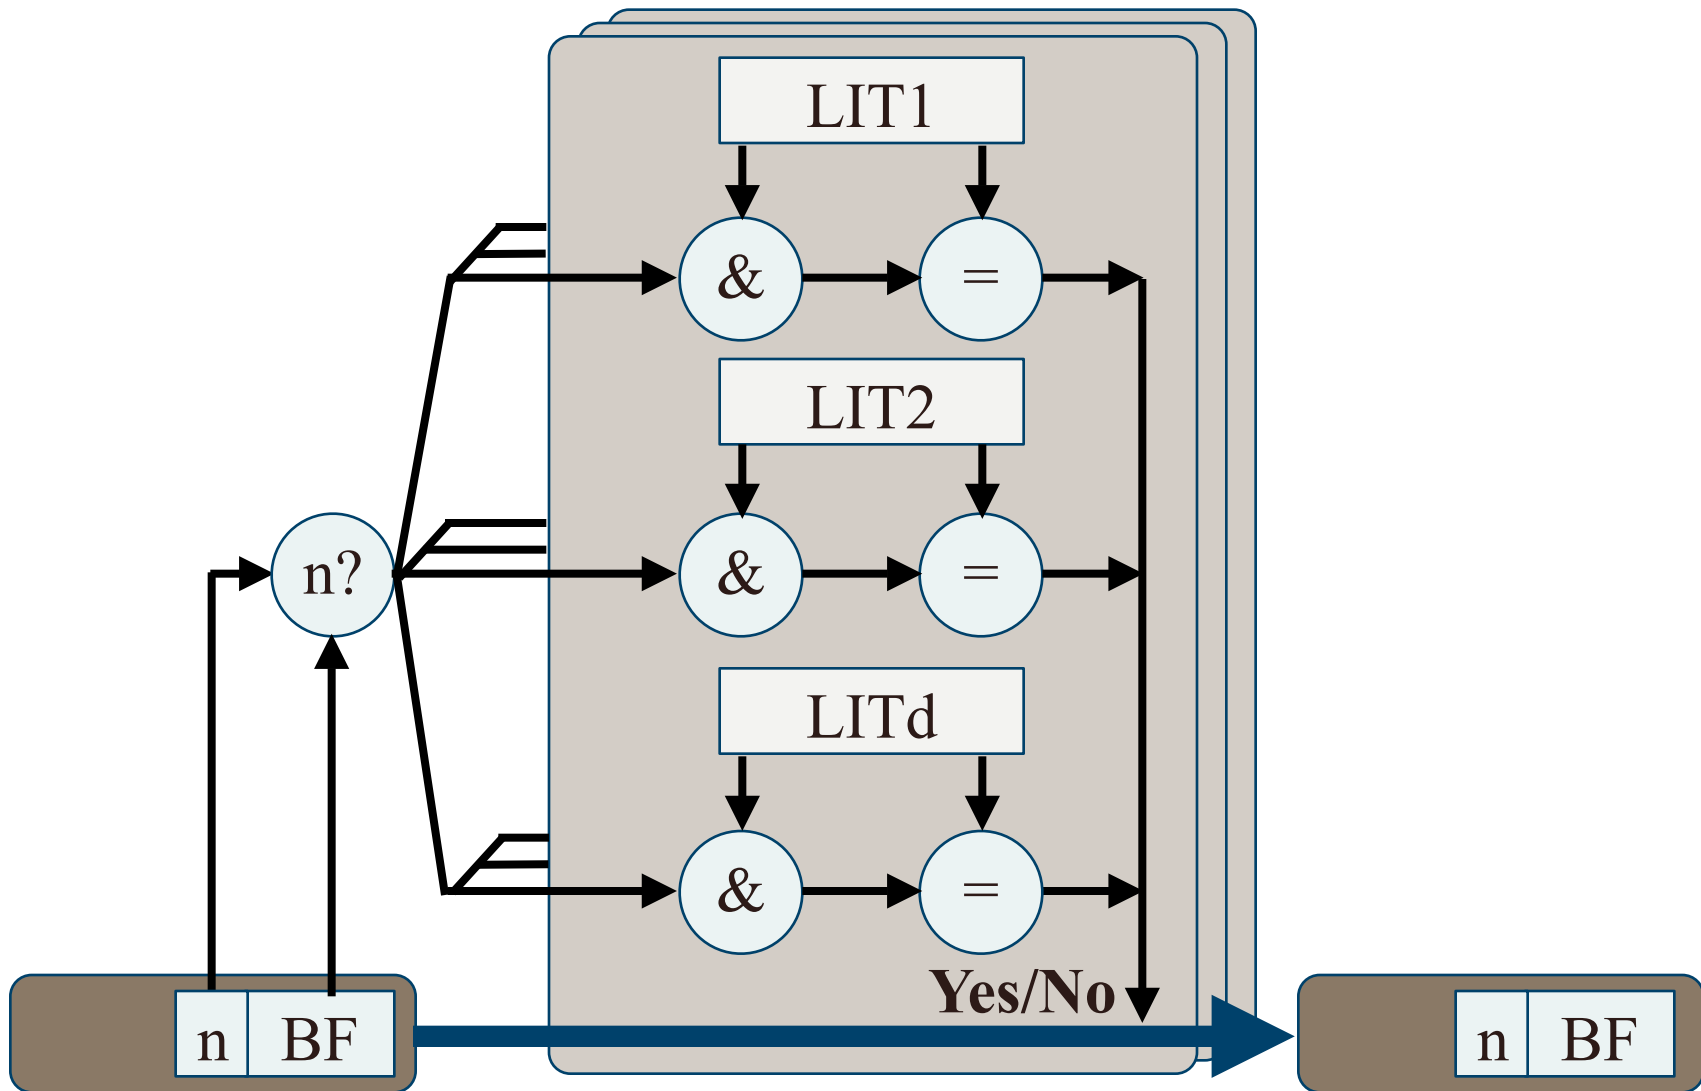 LIT1
& =
LIT2
n? & =
LITd
& =
Yes/No
n BF n BF